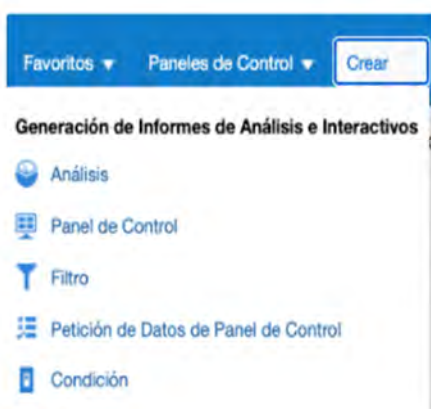 Favoritos Paneles de Control Crear
Generación de Informes de Análisis e Interactivos
Análisis
Panel de Control
Filtro
Petición de Datos de Panel de Control
Condición